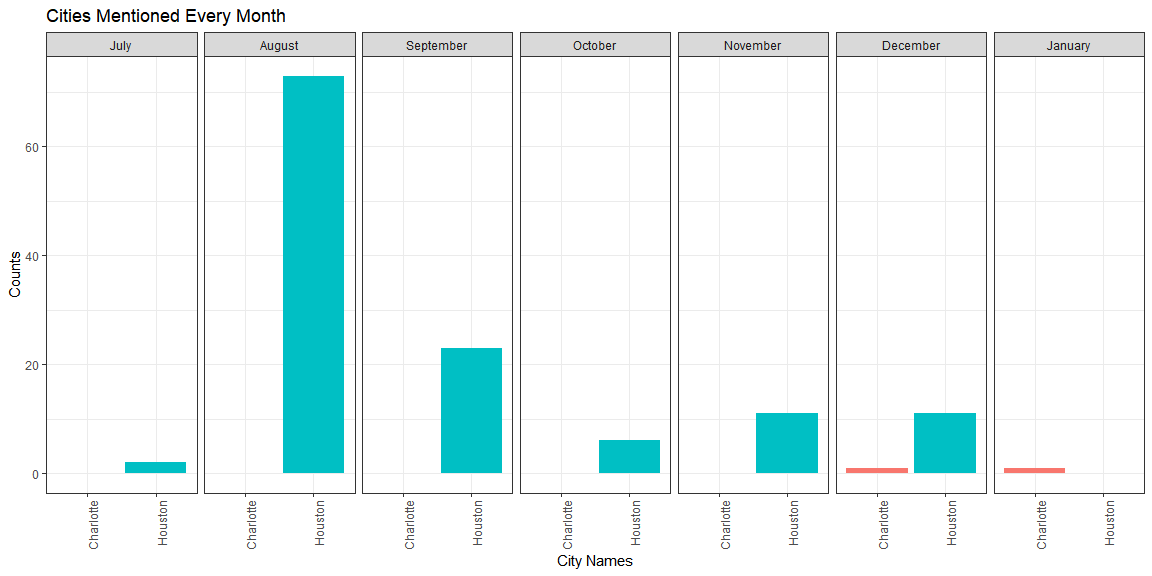 Cities Mentioned Every Month
July August September October November December January
60
40
20
0
Counts
Charlotte Houston Charlotte Houston Charlotte Houston Charlotte Houston Charlotte Houston Charlotte Houston Charlotte Houston
City Names